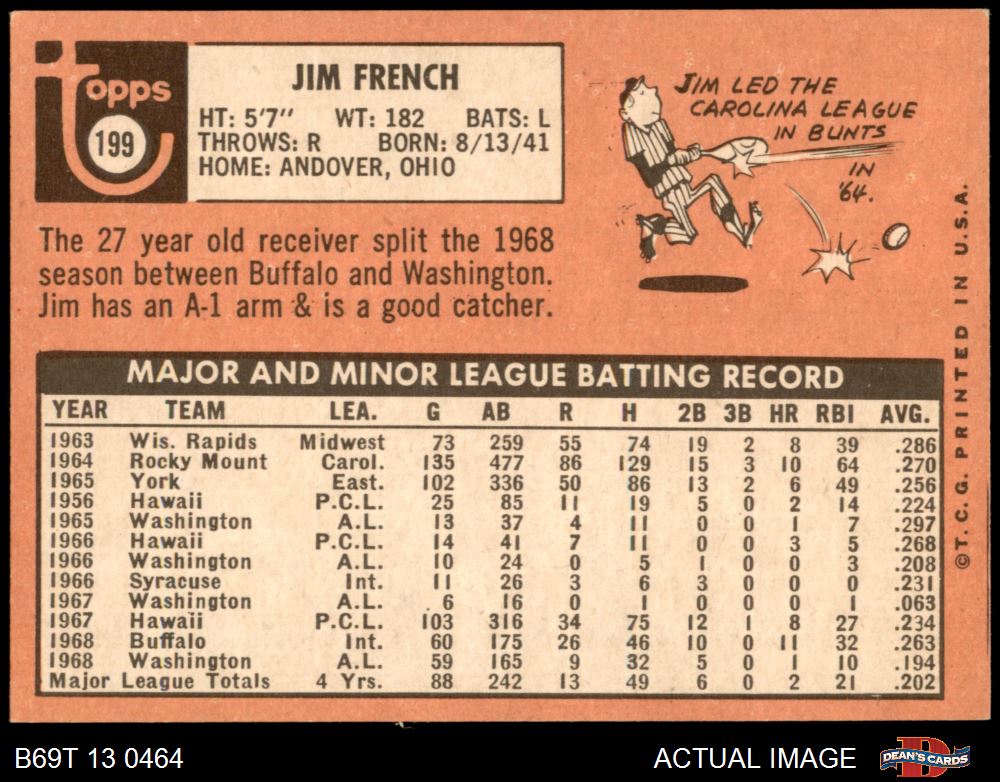 topps
199
JIM FRENCH
HT: 5'7" WT: 182 BATS: L
THROWS: R BORN: 8/13/41
HOME: ANDOVER, OHIO
JIM LED THE
CAROLINA LEAGUE
IN BUNTS
IN
'64.
The 27 year old receiver split the 1968
season between Buffalo and Washington.
Jim has an A-1 arm & is a good catcher.
MAJOR AND MINOR LEAGUE BATTING RECORD
YEAR TEAM LEA. G AB R H 2B 3B HR RBI AVG.
1963 Wis. Rapids Midwest 73 259 55 74 19 2 8 39 .286
1964 Rocky Mount Carol. 135 477 86 129 15 3 10 64 .270
1965 York East. 102 336 50 86 13 2 6 49 .256
1956 Hawaii P.C.L. 25 85 11 19 5 0 2 14 .224
1965 Washington A.L. 13 37 4 11 0 0 1 7 .297
1966 Hawaii P.C.L. 14 41 7 11 0 0 3 5 .268
1966 Washington A.L. 10 24 0 5 1 0 0 3 .208
1966 Syracuse Int. 11 26 3 6 3 0 0 0 .231
1967 Washington A.L. 6 16 0 1 0 0 0 1 .063
1967 Hawaii P.C.L. 103 316 34 75 12 1 8 27 .234
1968 Buffalo Int. 60 175 26 46 10 0 11 32 .263
1968 Washington A.L. 59 165 9 32 5 0 1 10 .194
Major League Totals 4 Yrs. 88 242 13 49 6 0 2 21 .202
©T.C.G. PRINTED IN U.S.A.
B69T 13 0464 ACTUAL IMAGE
DEAN'S CARDS